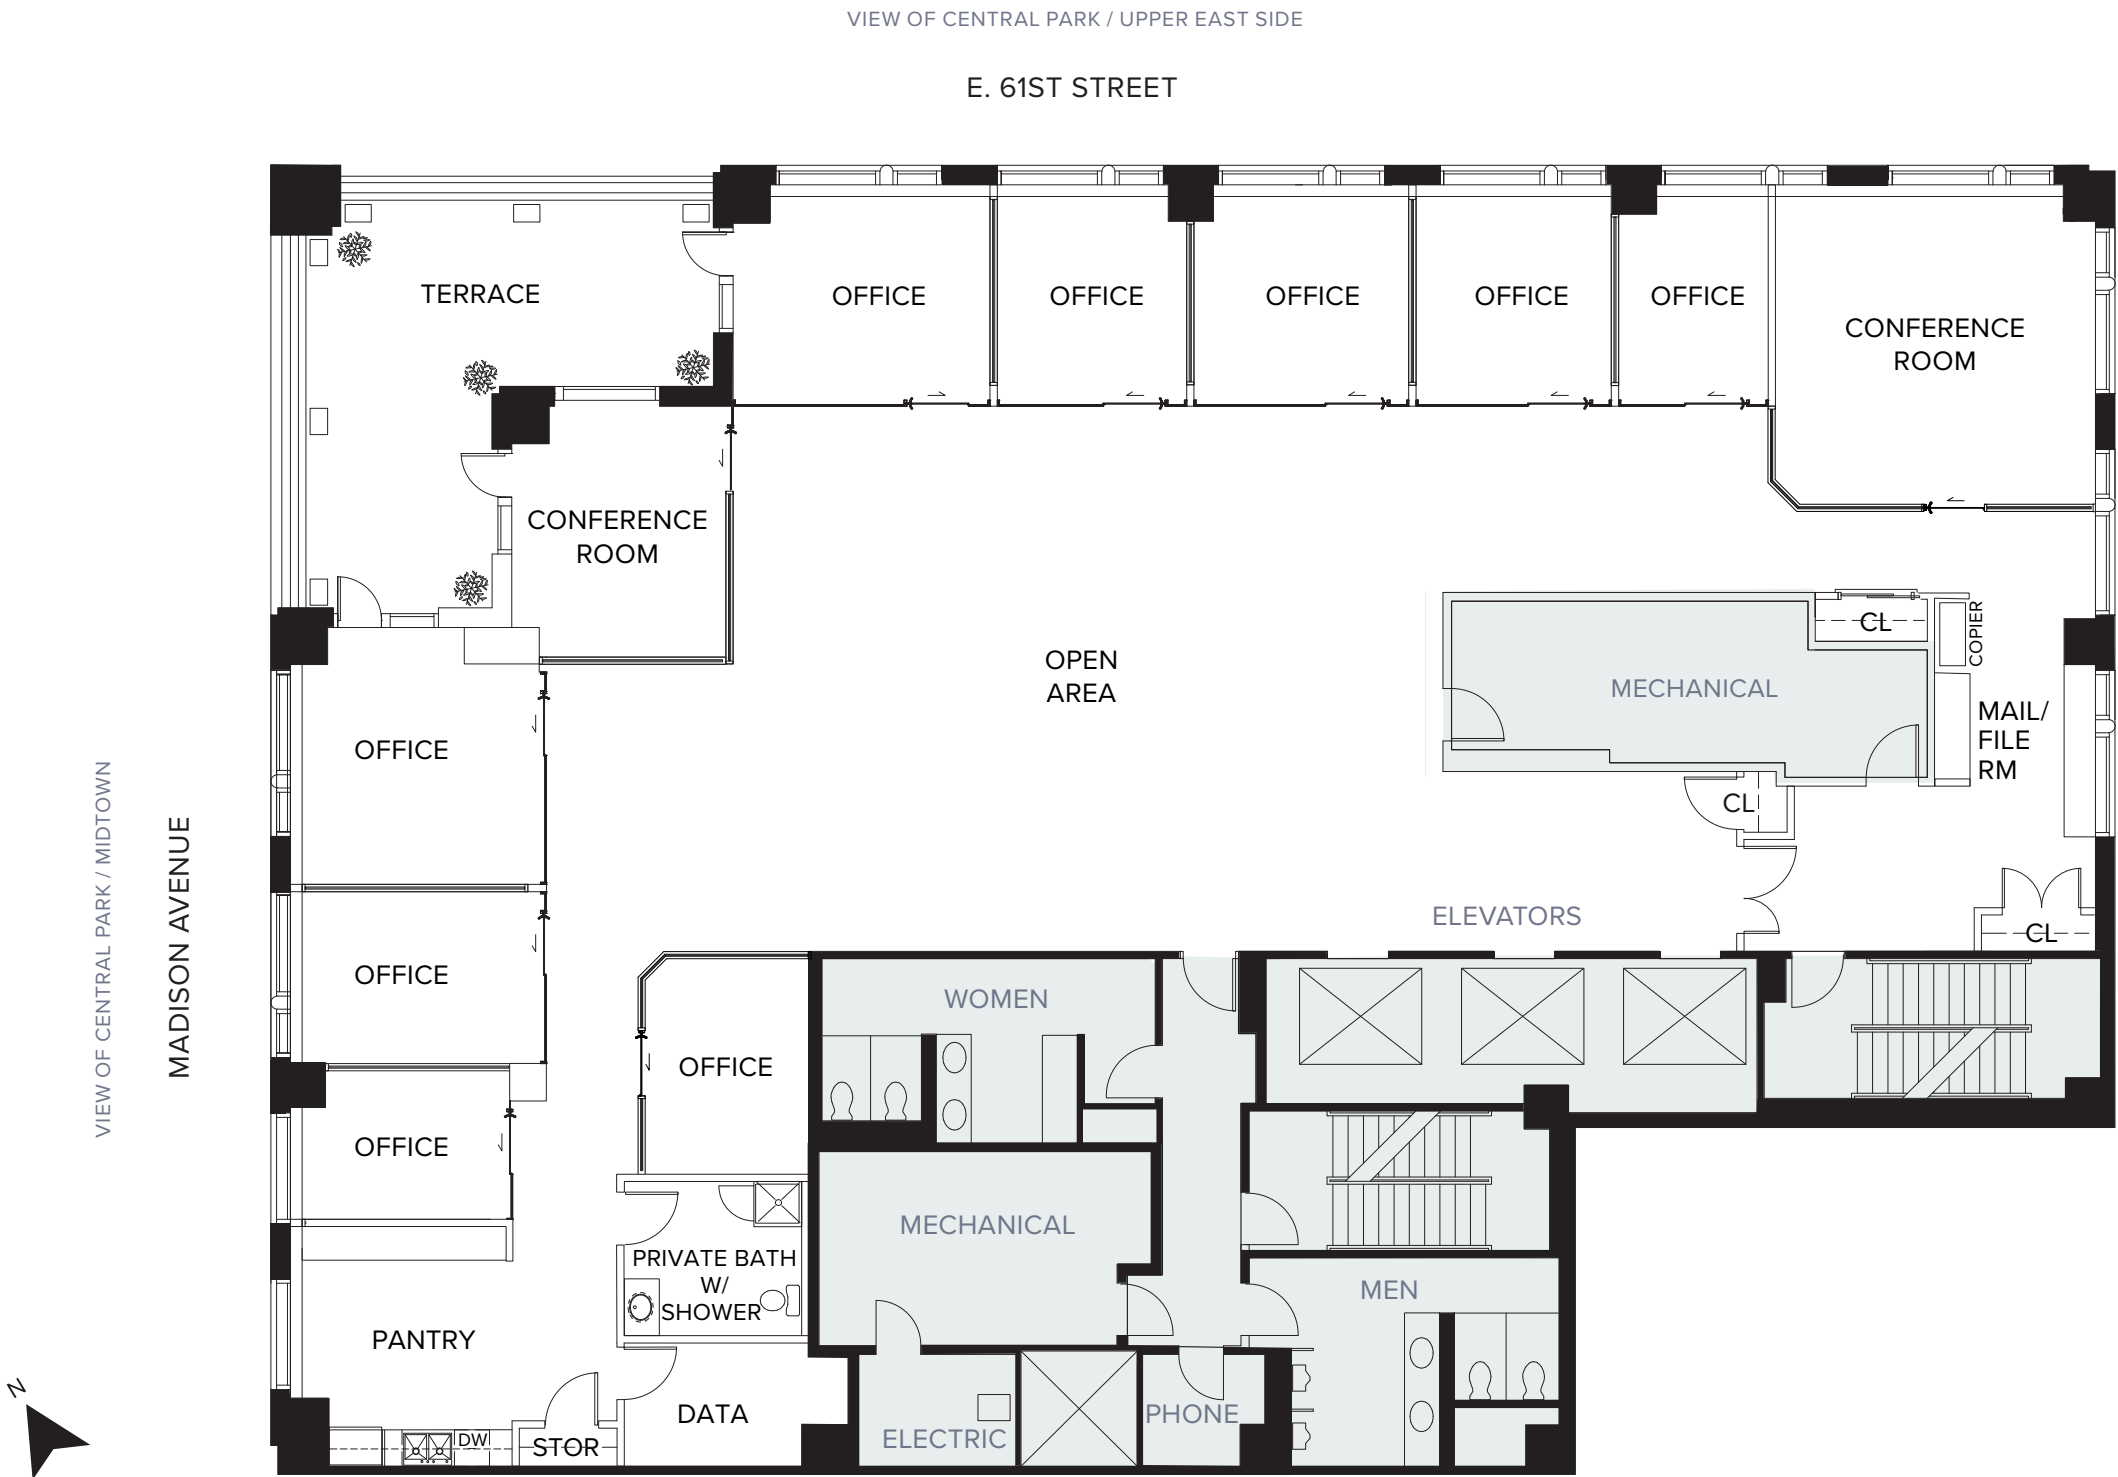 VIEW OF CENTRAL PARK / UPPER EAST SIDE
E. 61ST STREET
TERRACE
OFFICE
OFFICE
OFFICE
OFFICE
OFFICE
CONFERENCE
ROOM
CONFERENCE
ROOM
OPEN
AREA
CL
COPIER
MECHANICAL
MAIL/
FILE
RM
CL
OFFICE
VIEW OF CENTRAL PARK / MIDTOWN
MADISON AVENUE
ELEVATORS
CL
OFFICE
WOMEN
OFFICE
OFFICE
MECHANICAL
PRIVATE BATH
W/
SHOWER
MEN
PANTRY
N
DATA
PHONE
ELECTRIC
DW
STOR